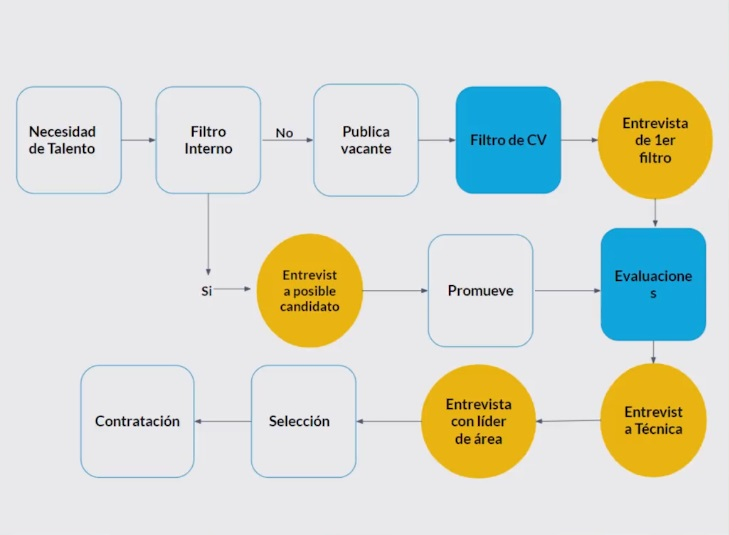 Necesidad
de Talento
Filtro
Interno
No
Publica
vacante
Filtro de CV
Entrevista
de 1er
filtro
Si
Entrevist
a posible
candidato
Promueve
Evaluacione
s
Contratación
Selección
Entrevista
con líder
de área
Entrevist
a Técnica